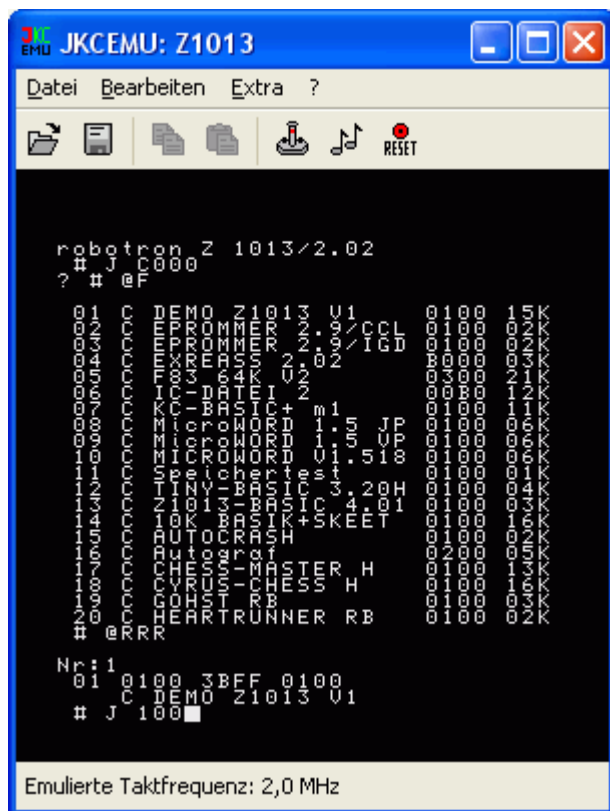 JKCEMU: Z1013
Datei Bearbeiten Extra ?
RESET
robotron Z 1013/2.02
# J C000
? # @F
01 C DEMO Z1013 V1 0100 15K
02 C EPROMMER 2.9/CCL 0100 02K
03 C EPROMMER 2.9/IGD 0100 02K
04 C EXREASS 2.02 B000 03K
05 C F83 64K V2 0300 21K
06 C IC-DATEI 2 00B0 12K
07 C KC-BASIC+ m1 0100 11K
08 C MicroWORD 1.5 JP 0100 06K
09 C MicroWORD 1.5 VP 0100 06K
10 C MICROWORD V1.518 0100 06K
11 C Speichertest 0100 01K
12 C TINY-BASIC 3.20H 0100 04K
13 C Z1013-BASIC 4.01 0100 03K
14 C 10K BASIK+SKEET 0100 16K
15 C AUTOCRASH 0100 02K
16 C Autograf 0200 05K
17 C CHESS-MASTER H 0100 13K
18 C CYRUS-CHESS H 0100 16K
19 C GOHST RB 0100 03K
20 C HEARTRUNNER RB 0100 02K
# @RRR
Nr:1
01 0100 3BFF 0100
C DEMO Z1013 V1
# J 100
Emulierte Taktfrequenz: 2,0 MHz